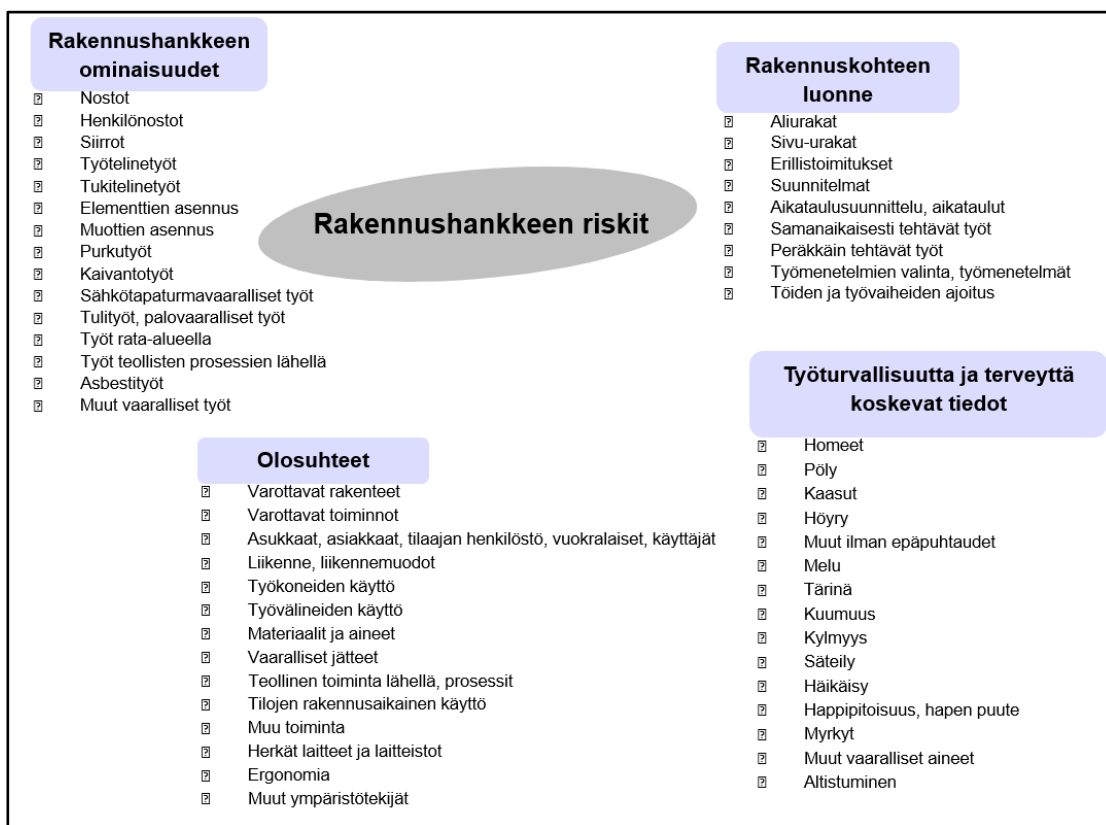 Rakennushankkeen
ominaisuudet
Nostot
Henkilönostot
Siirrot
Työtelinetyöt
Tukitelinetyöt
Elementtien asennus
Muottien asennus
Purkutyöt
Kaivantotyöt
Sähkötapaturmavaaralliset työt
Tulityöt, palovaaralliset työt
Työt rata-alueella
Työt teollisten prosessien lähellä
Asbestityöt
Muut vaaralliset työt
Rakennushankkeen riskit
Rakennuskohteen
luonne
Aliurakat
Sivu-urakat
Erillistoimitukset
Suunnitelmat
Aikataulusuunnittelu, aikataulut
Samanaikaisesti tehtävät työt
Peräkkäin tehtävät työt
Työmenetelmien valinta, työmenetelmät
Töiden ja työvaiheiden ajoitus
Olosuhteet
Varottavat rakenteet
Varottavat toiminnot
Asukkaat, asiakkaat, tilaajan henkilöstö, vuokralaiset, käyttäjät
Liikenne, liikennemuodot
Työkoneiden käyttö
Työvälineiden käyttö
Materiaalit ja aineet
Vaaralliset jätteet
Teollinen toiminta lähellä, prosessit
Tilojen rakennusaikainen käyttö
Muu toiminta
Herkät laitteet ja laitteistot
Ergonomia
Muut ympäristötekijät
Työturvallisuutta ja terveyttä
koskevat tiedot
Homeet
Pöly
Kaasut
Höyry
Muut ilman epäpuhtaudet
Melu
Tärinä
Kuumuus
Kylmyys
Säteily
Häikäisy
Happipitoisuus, hapen puute
Myrkyt
Muut vaaralliset aineet
Altistuminen